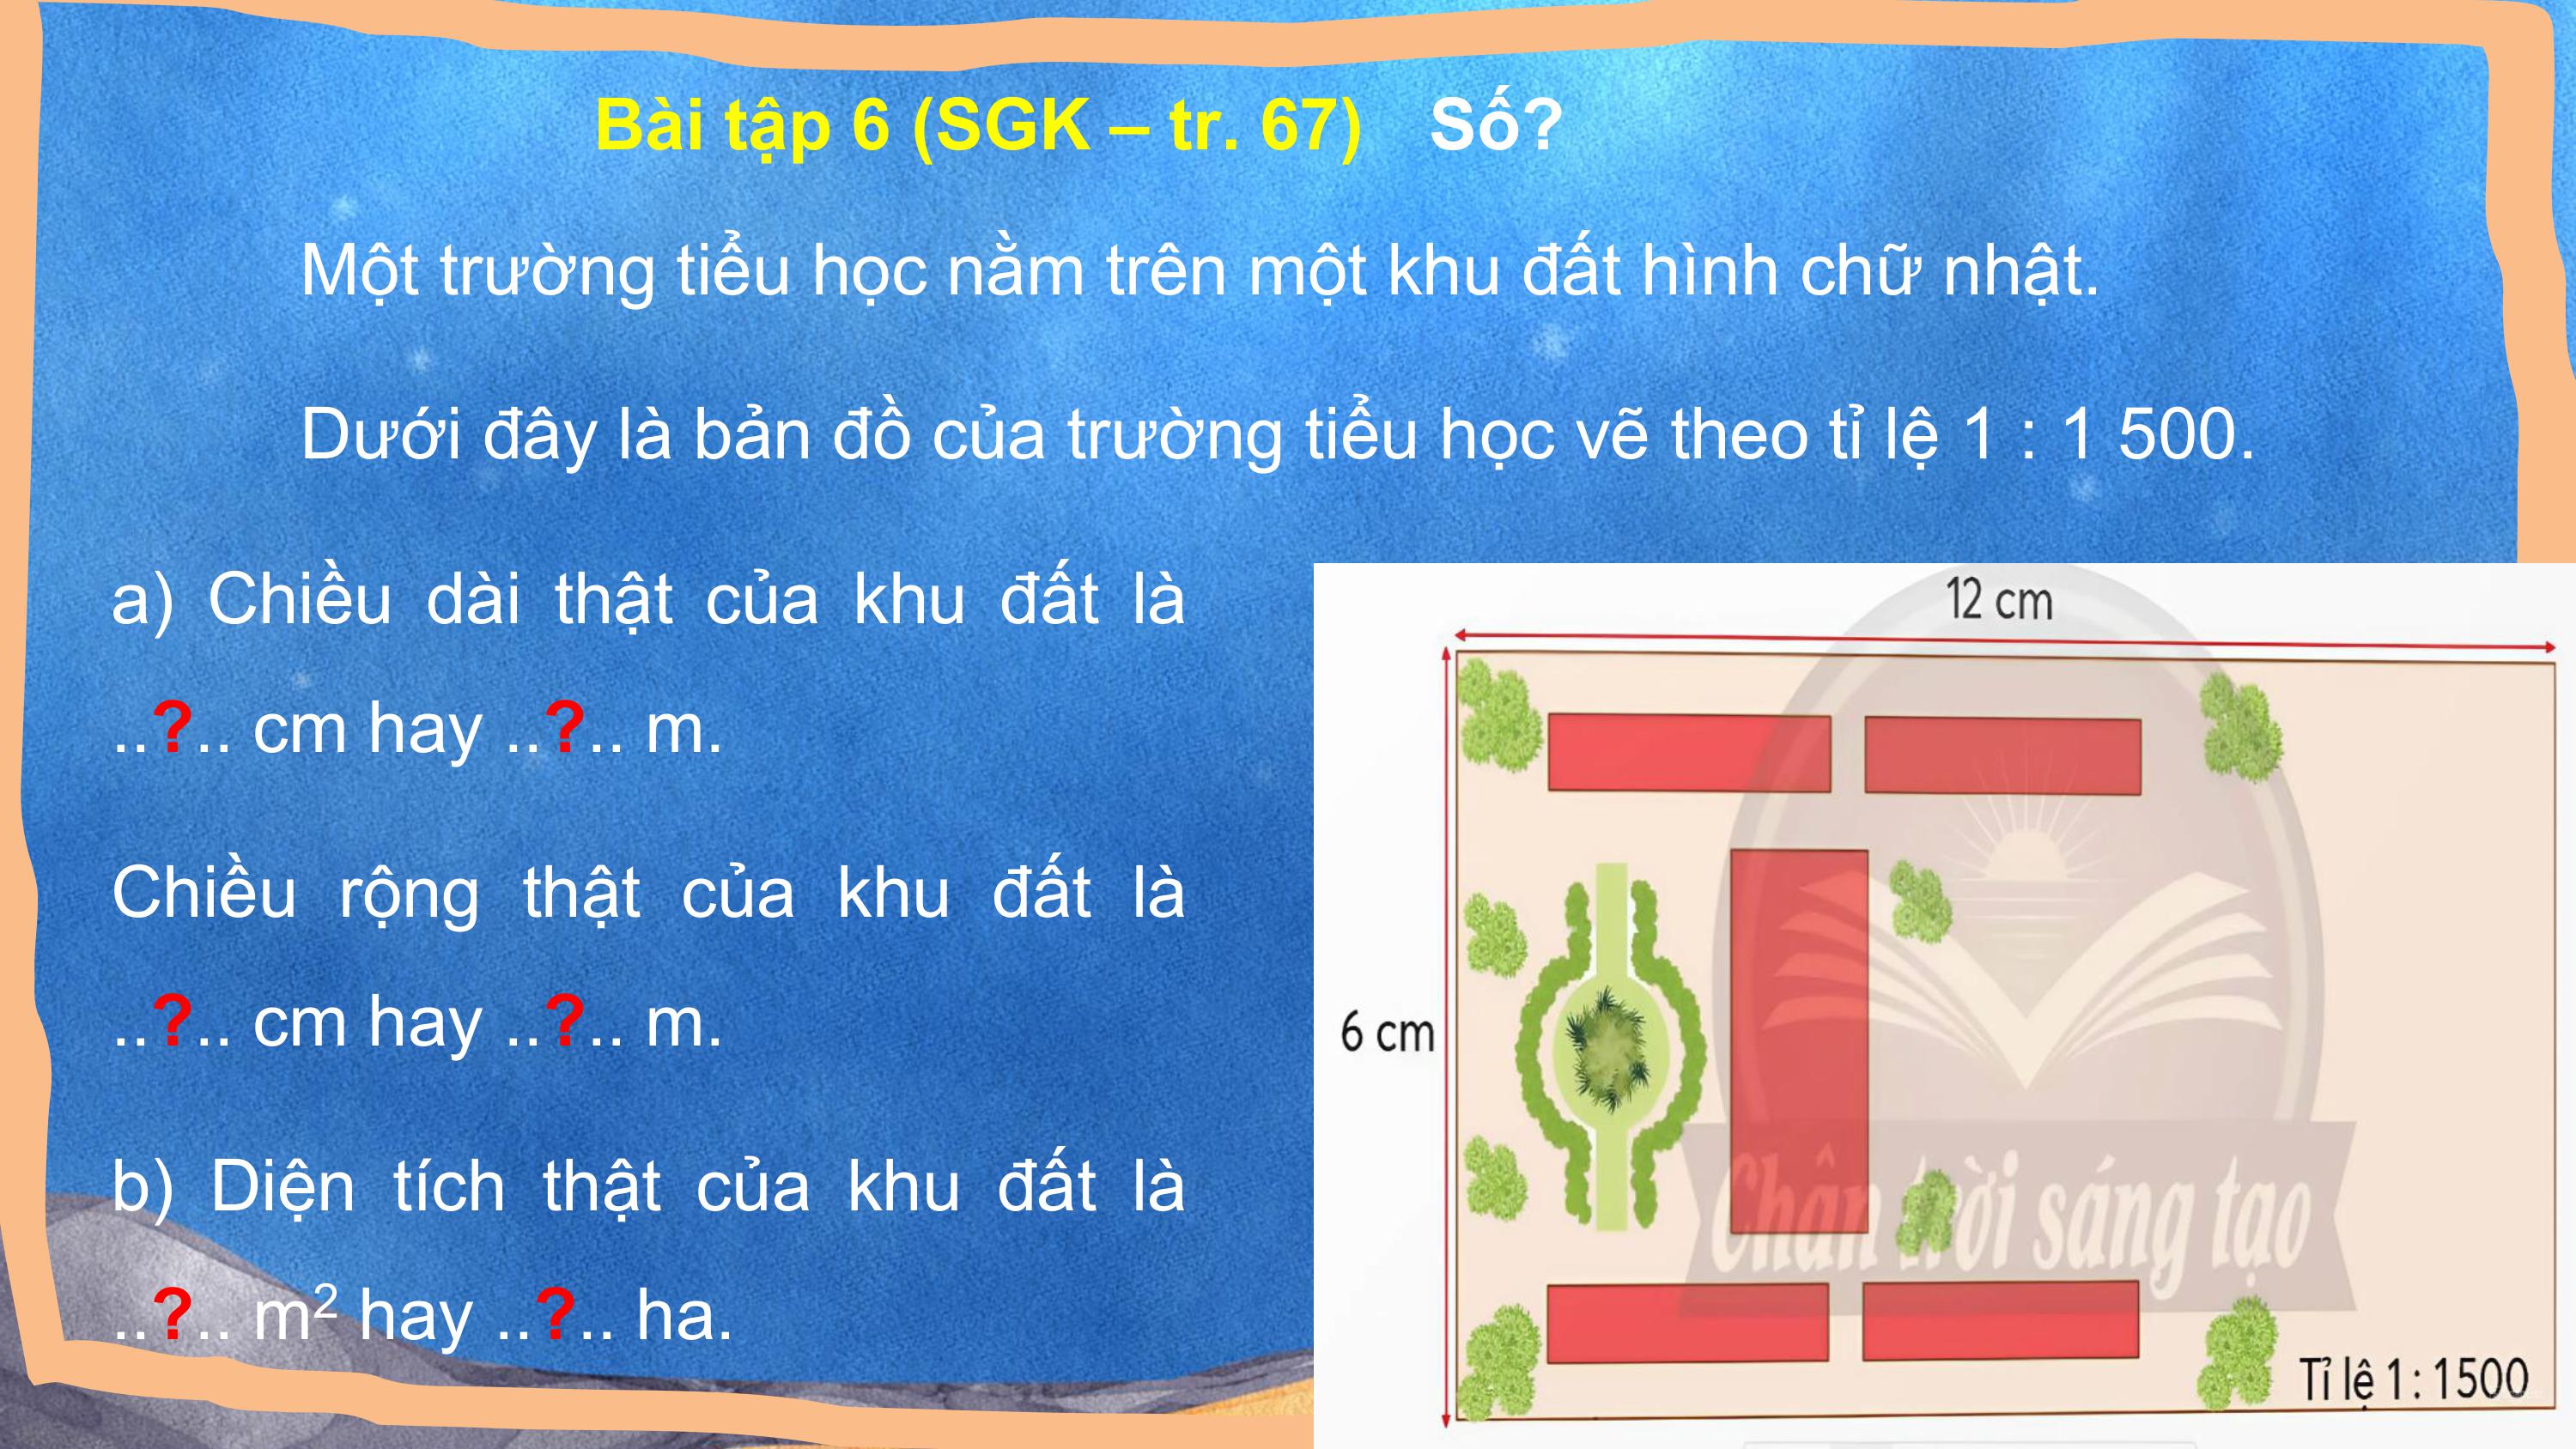 Bài tập 6 (SGK – tr. 67) Số?
Một trường tiểu học nằm trên một khu đất hình chữ nhật.
Dưới đây là bản đồ của trường tiểu học vẽ theo tỉ lệ 1 : 1 500.
a) Chiều dài thật của khu đất là
..?.. cm hay ..?.. m.
Chiều rộng thật của khu đất là
..?.. cm hay ..?.. m.
b) Diện tích thật của khu đất là
..?.. m² hay ..?.. ha.
12 cm
6 cm
Chân trời sáng tạo
Tỉ lệ 1 : 1500